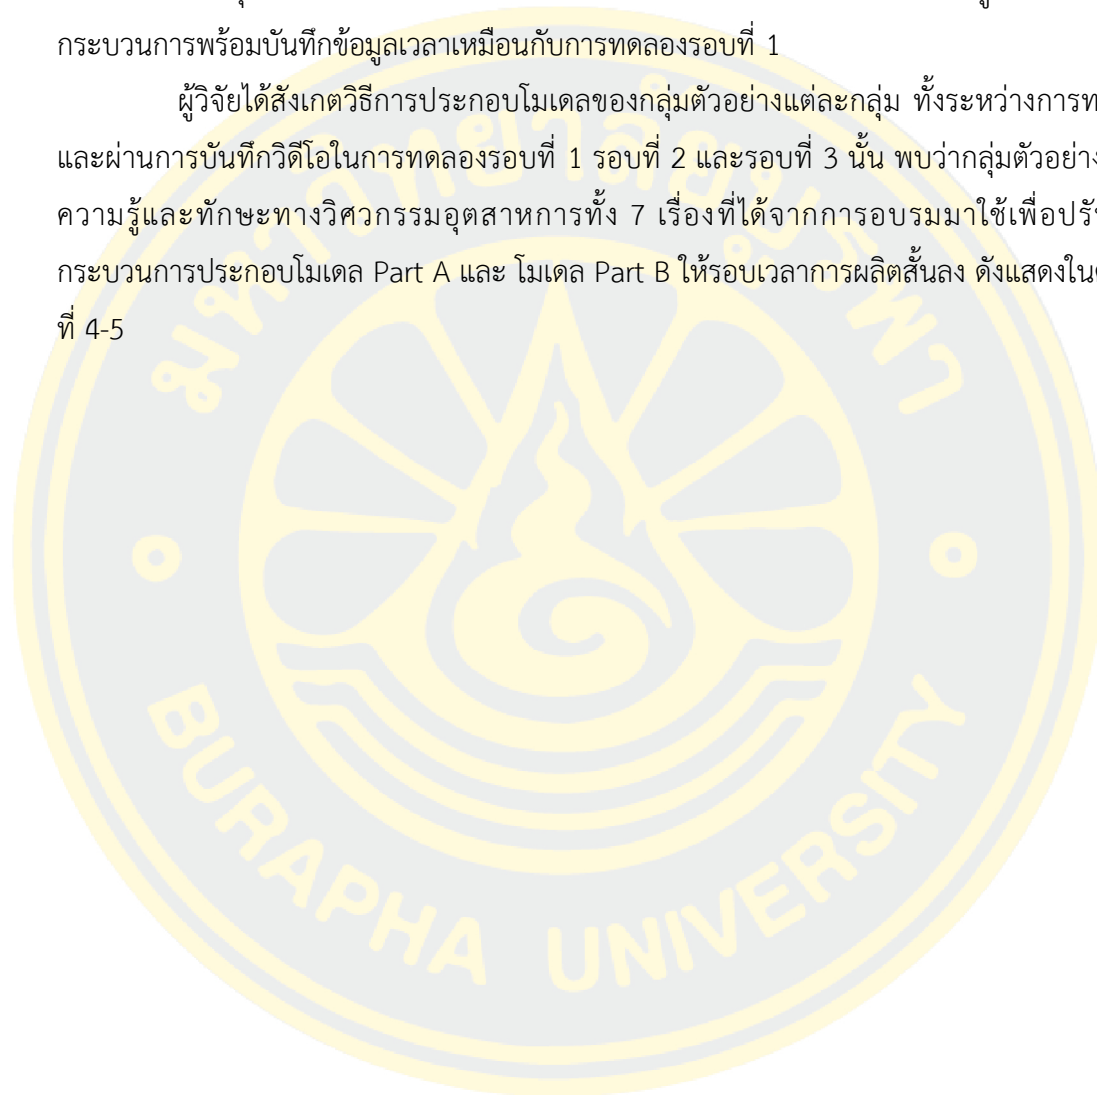 กระบวนการพร้อมบันทึกข้อมูลเวลาเหมือนกับการทดลองรอบที่ 1
ผู้วิจัยได้สังเกตวิธีการประกอบโมเดลของกลุ่มตัวอย่างแต่ละกลุ่ม ทั้งระหว่างการท
และผ่านการบันทึกวิดีโอในการทดลองรอบที่ 1 รอบที่ 2 และรอบที่ 3 นั้น พบว่ากลุ่มตัวอย่าง
ความรู้และทักษะทางวิศวกรรมอุตสาหการทั้ง 7 เรื่องที่ได้จากการอบรมมาใช้เพื่อปรั
กระบวนการประกอบโมเดล Part A และ โมเดล Part B ให้รอบเวลาการผลิตสั้นลง ดังแสดงใน
ที่ 4-5
มหาวิทยาลัยบูรพา
BURAPHA UNIVERSITY